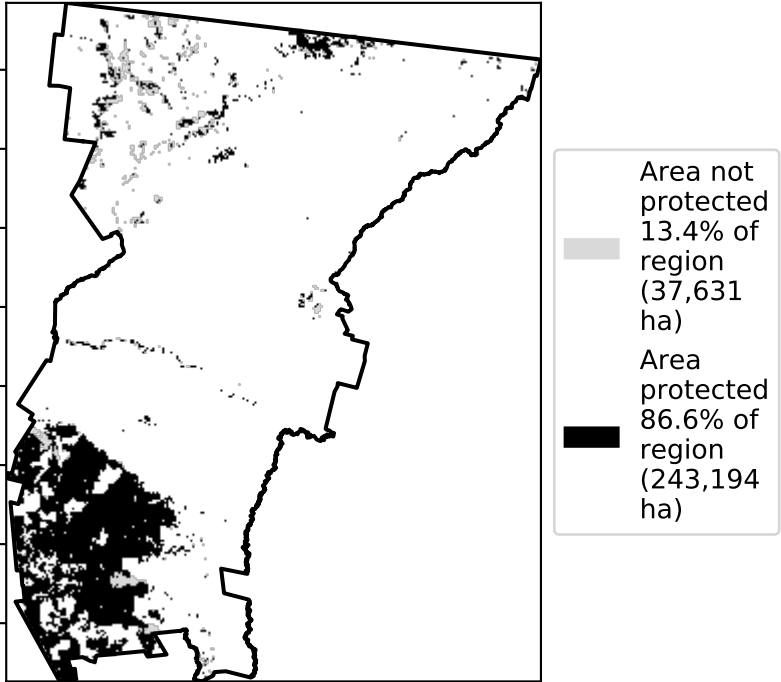 Area not
protected
13.4% of
region
(37,631
ha)
Area
protected
86.6% of
region
(243,194
ha)